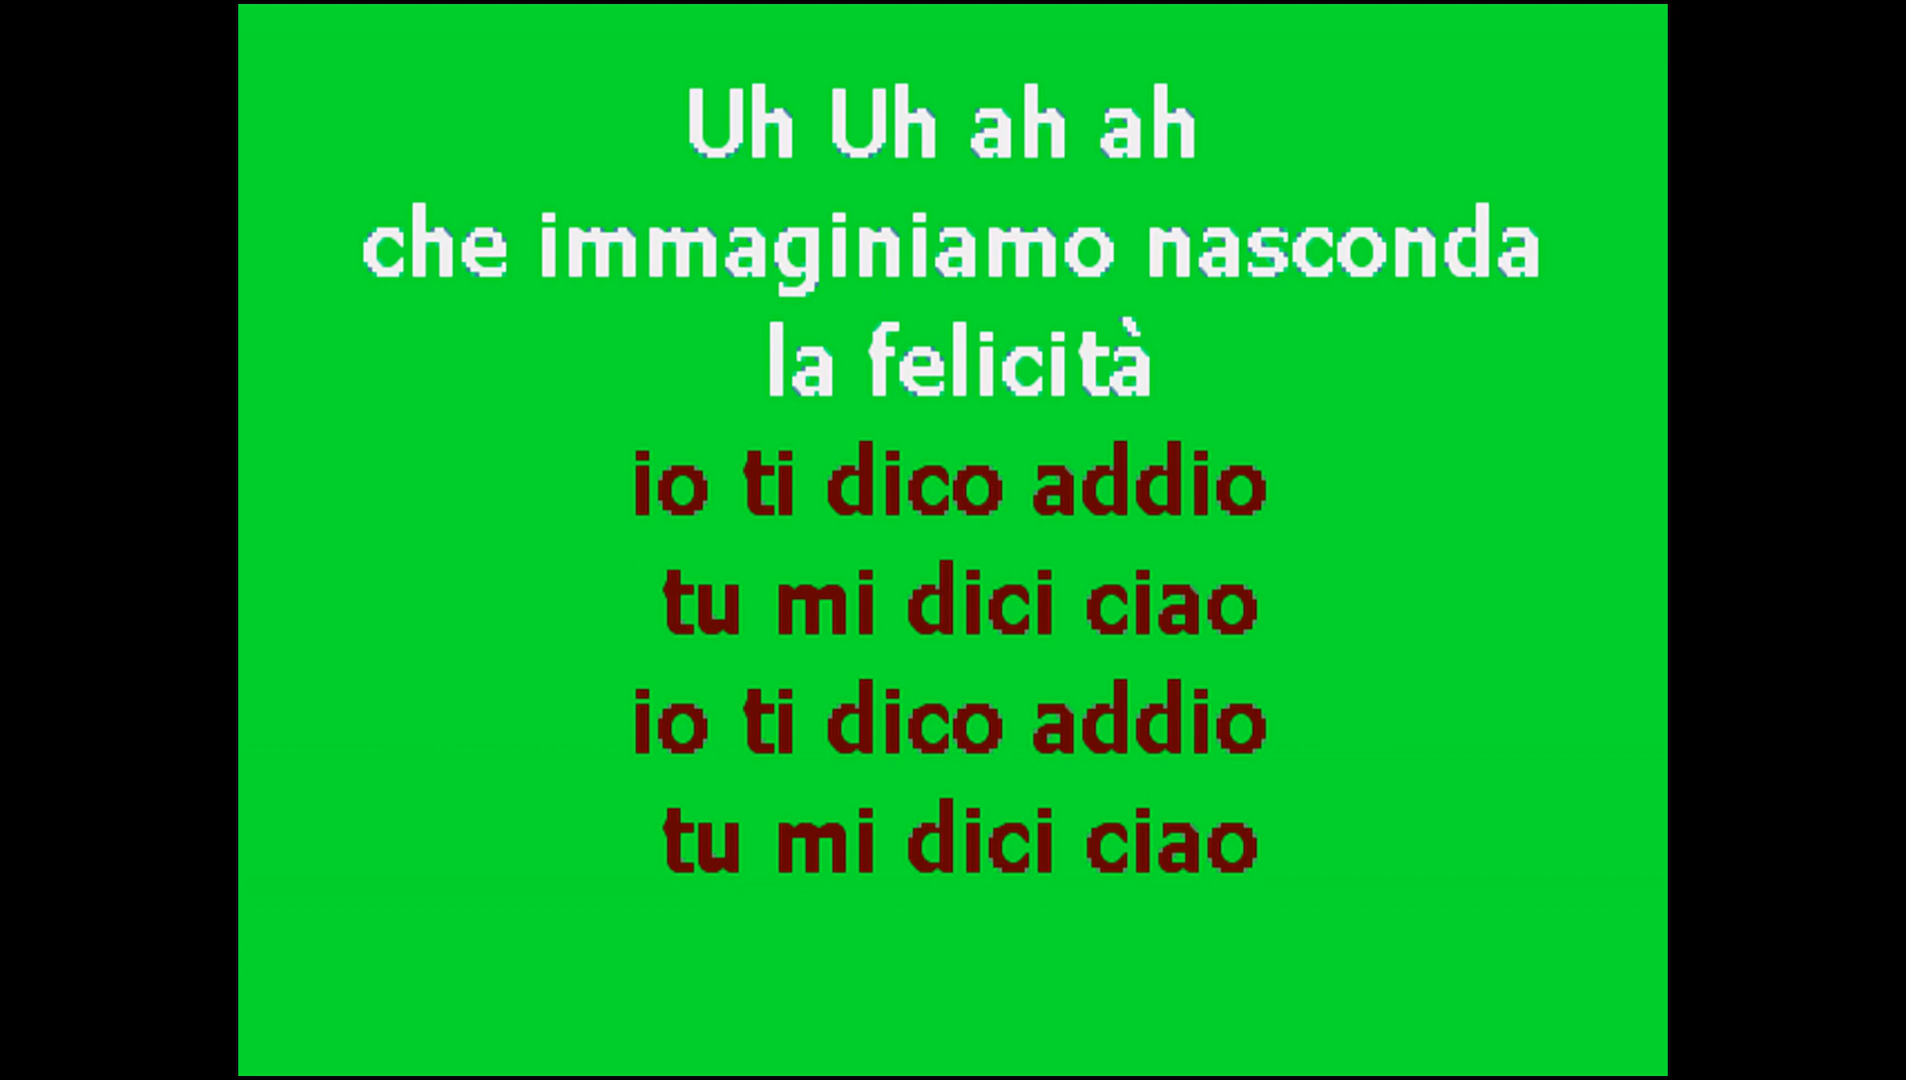 Uh Uh ah ah
che immaginiamo nasconda
la felicità
io ti dico addio
tu mi dici ciao
io ti dico addio
tu mi dici ciao